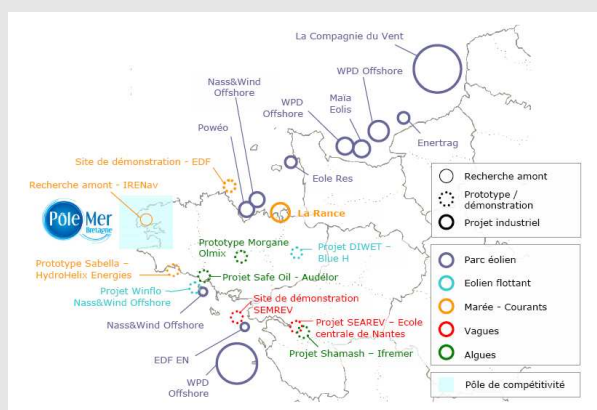 La Compagnie du Vent
WPD Offshore
Nass&Wind
Offshore
Maia
Eolis
WPD
Offshore
Powéo
Enertrag
Eole Res
Site de démonstration - EDF
Recherche amont - IRENav
Pôle Mer
Bretagne
La Rance
Prototype Morgane
Olmix
Projet DIWET –
Blue H
Prototype Sabella –
HydroHelix Energies
Projet Safe Oil - Audélor
Projet Winflo
Nass&Wind Offshore
Site de démonstration
SEMREV
Nass&Wind Offshore
Projet SEAREV – Ecole
centrale de Nantes
EDF EN
Projet Shamash – Ifremer
WPD
Offshore
Recherche amont
Prototype /
démonstration
Projet industriel
Parc éolien
Eolien flottant
Marée - Courants
Vagues
Algues
Pôle de compétitivité